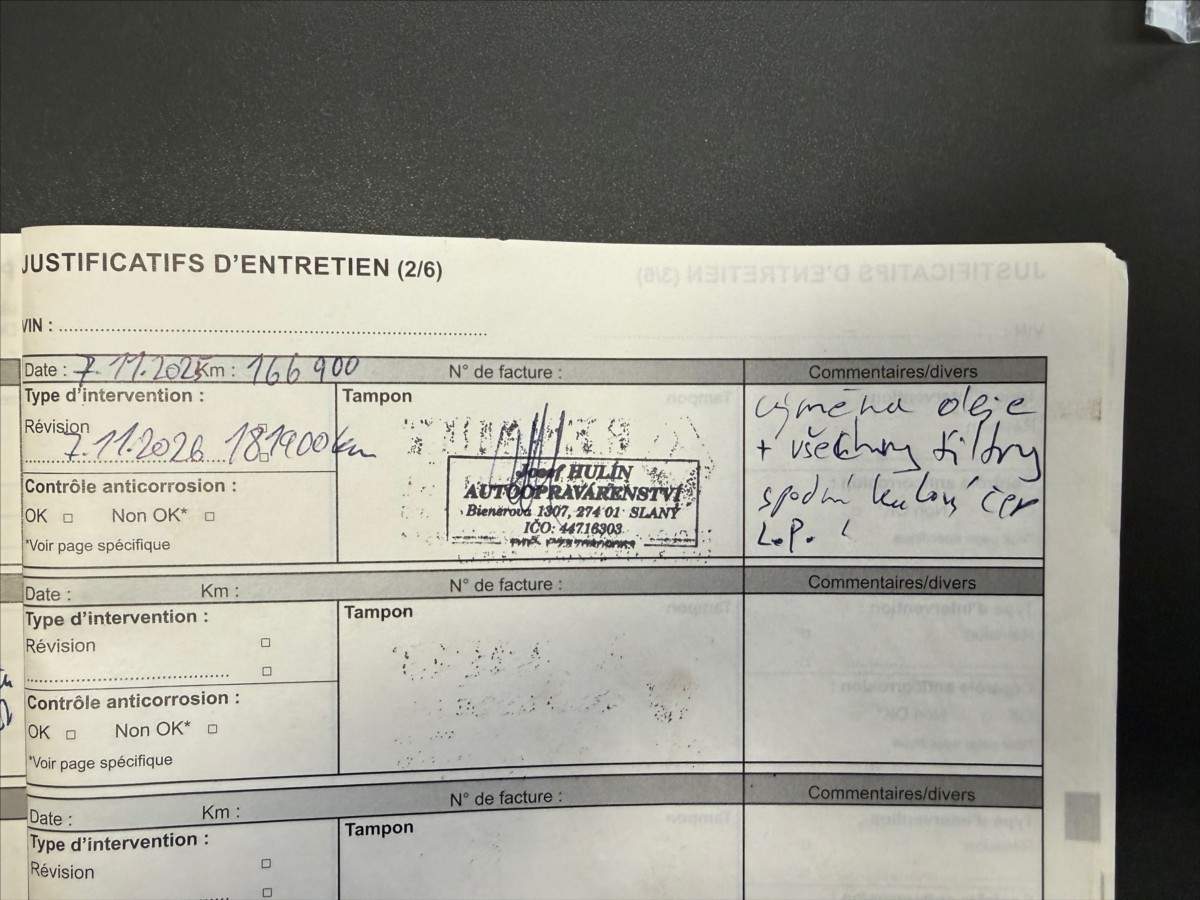 JUSTIFICATIFS D'ENTRETIEN (2/6)
VIN :
Date : 7.11.2025 Km : 166 900 N° de facture : Commentaires/divers
Type d'intervention :
Révision
7.11.2026 181900 km
Contrôle anticorrosion :
OK Non OK*
*Voir page spécifique
Tampon
Josef HULÍN
AUTOOPRAVÁRENSTVÍ
Bienerova 1307, 274 01 SLANÝ
IČO: 44716303
výměna oleje
+ všechny filtry
spodní kulový čep
L.P.
Date : Km : N° de facture : Commentaires/divers
Type d'intervention :
Révision
Contrôle anticorrosion :
OK Non OK*
*Voir page spécifique
Tampon
Date : Km : N° de facture : Commentaires/divers
Type d'intervention :
Révision
Tampon